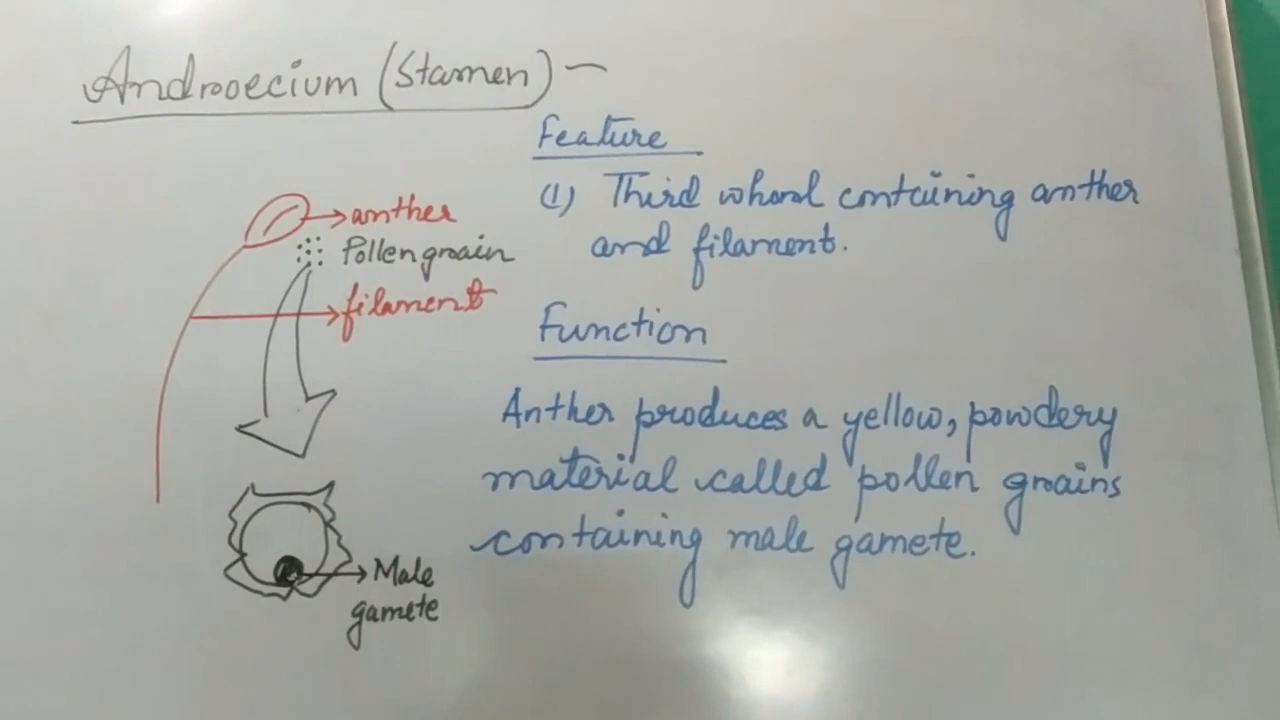 Androecium (Stamen) –
Feature
(1) Third whorl containing anther
and filament.
anther
Pollen grain
filament
Function
Anther produces a yellow, powdery
material called pollen grains
containing male gamete.
Male
gamete